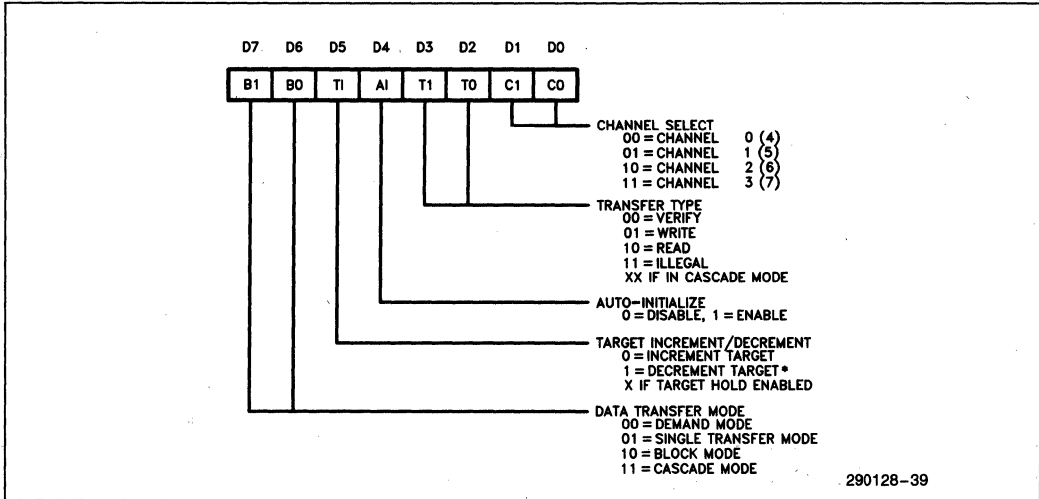 D7 D6 D5 D4 D3 D2 D1 D0
B1 B0 TI AI T1 T0 C1 C0
CHANNEL SELECT
00 = CHANNEL 0 (4)
01 = CHANNEL 1 (5)
10 = CHANNEL 2 (6)
11 = CHANNEL 3 (7)
TRANSFER TYPE
00 = VERIFY
01 = WRITE
10 = READ
11 = ILLEGAL
XX IF IN CASCADE MODE
AUTO-INITIALIZE
0 = DISABLE, 1 = ENABLE
TARGET INCREMENT/DECREMENT
0 = INCREMENT TARGET
1 = DECREMENT TARGET*
X IF TARGET HOLD ENABLED
DATA TRANSFER MODE
00 = DEMAND MODE
01 = SINGLE TRANSFER MODE
10 = BLOCK MODE
11 = CASCADE MODE
290128-39